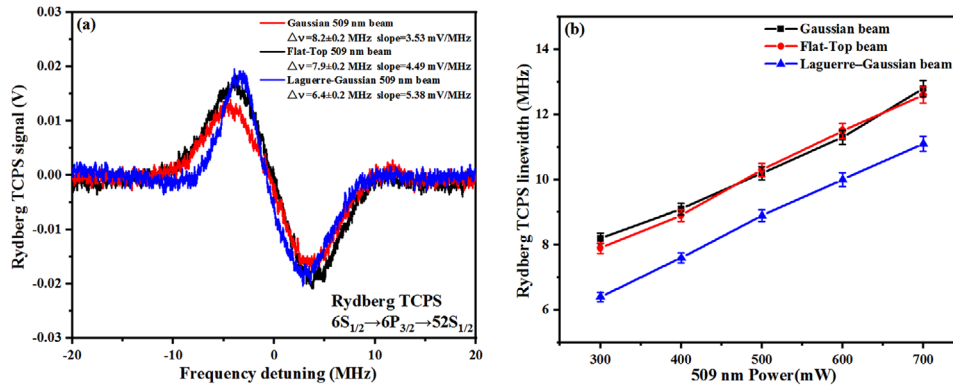 (a)
Gaussian 509 nm beam
△ν=8.2±0.2 MHz slope=3.53 mV/MHz
Flat-Top 509 nm beam
△ν=7.9±0.2 MHz slope=4.49 mV/MHz
Laguerre-Gaussian 509 nm beam
△ν=6.4±0.2 MHz slope=5.38 mV/MHz
0.03
0.02
0.01
0.00
-0.01
-0.02
-0.03
Rydberg TCPS signal (V)
Rydberg TCPS
6S1/2→6P3/2→52S1/2
-20
-10
0
10
20
Frequency detuning (MHz)
(b)
Gaussian beam
Flat-Top beam
Laguerre–Gaussian beam
14
12
10
8
6
Rydberg TCPS linewidth (MHz)
300
400
500
600
700
509 nm Power(mW)